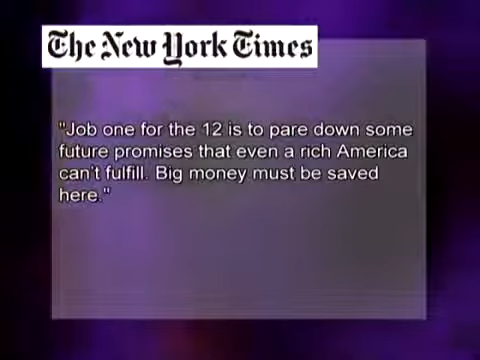 The New York Times
"Job one for the 12 is to pare down some
future promises that even a rich America
can't fulfill. Big money must be saved
here."